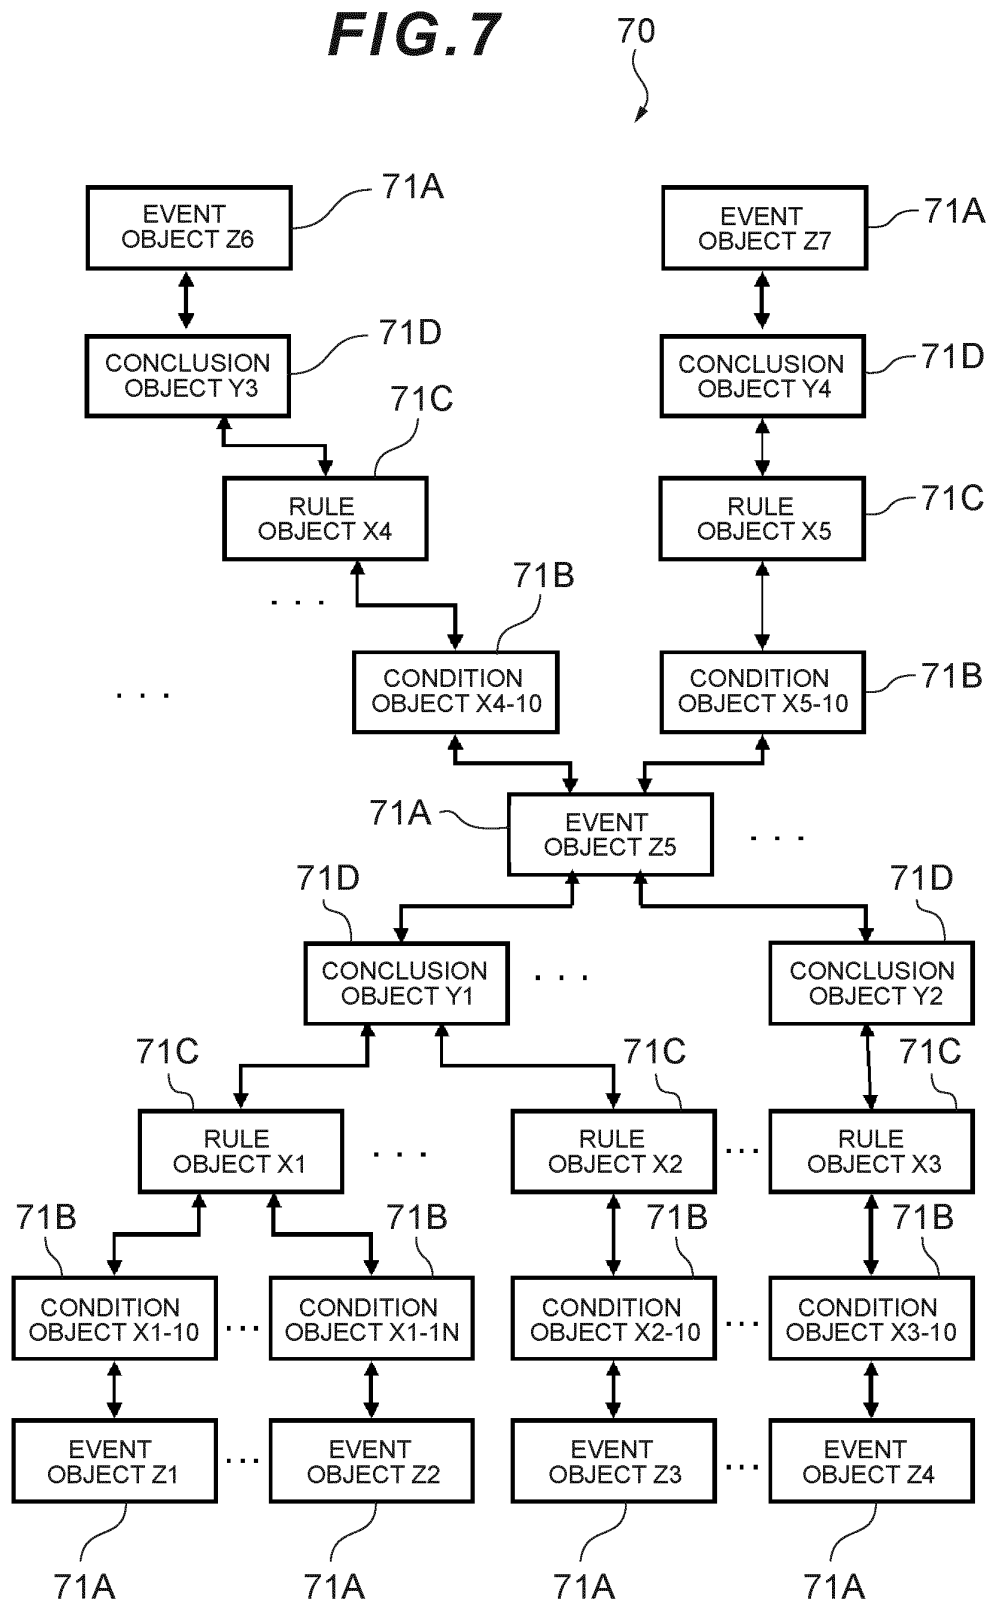 FIG.7
70
71A
EVENT
OBJECT Z6
EVENT
OBJECT Z7
71A
71D
CONCLUSION
OBJECT Y3
CONCLUSION
OBJECT Y4
71D
71C
RULE
OBJECT X4
RULE
OBJECT X5
71C
. . .
71B
. . .
CONDITION
OBJECT X4-10
CONDITION
OBJECT X5-10
71B
71A
EVENT
OBJECT Z5
. . .
71D
71D
CONCLUSION
OBJECT Y1
. . .
CONCLUSION
OBJECT Y2
71C
71C
71C
RULE
OBJECT X1
. . .
RULE
OBJECT X2
...
RULE
OBJECT X3
71B
71B
71B
71B
CONDITION
OBJECT X1-10
...
CONDITION
OBJECT X1-1N
CONDITION
OBJECT X2-10
...
CONDITION
OBJECT X3-10
EVENT
OBJECT Z1
...
EVENT
OBJECT Z2
EVENT
OBJECT Z3
...
EVENT
OBJECT Z4
71A
71A
71A
71A